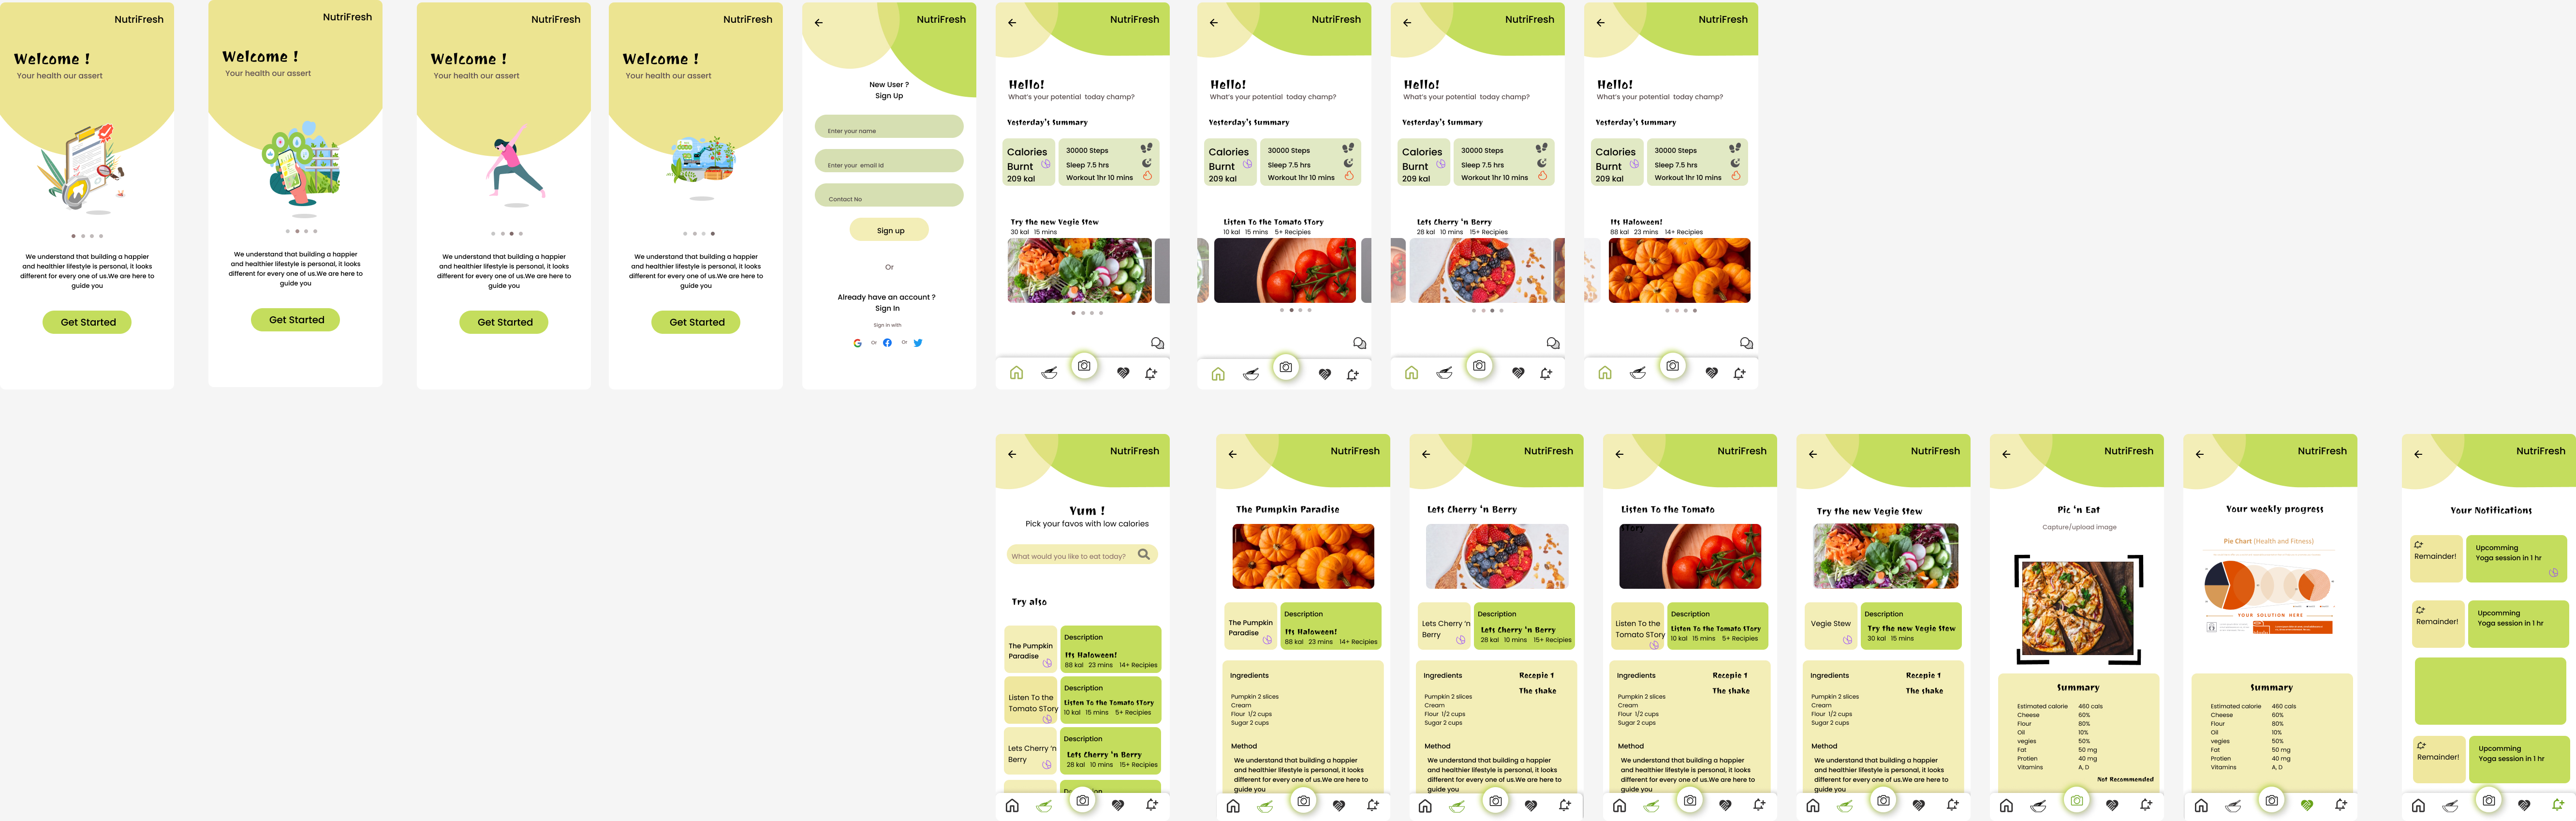 NutriFresh
Welcome !
Your health our assert
We understand that building a happier
and healthier lifestyle is personal, it looks
different for every one of us.We are here to
guide you
Get Started
NutriFresh
Welcome !
Your health our assert
We understand that building a happier
and healthier lifestyle is personal, it looks
different for every one of us.We are here to
guide you
Get Started
NutriFresh
Welcome !
Your health our assert
We understand that building a happier
and healthier lifestyle is personal, it looks
different for every one of us.We are here to
guide you
Get Started
NutriFresh
Welcome !
Your health our assert
We understand that building a happier
and healthier lifestyle is personal, it looks
different for every one of us.We are here to
guide you
Get Started
NutriFresh
New User ?
Sign Up
Enter your name
Enter your email id
Contact No
Sign up
Or
Already have an account ?
Sign In
Sign in with
Or Or
NutriFresh
Hello!
What's your potential today champ?
Yesterday's Summary
Calories
Burnt
209 kal
30000 Steps
Sleep 7.5 hrs
Workout 1hr 10 mins
Try the new Vegie Stew
30 kal 15 mins
NutriFresh
Hello!
What's your potential today champ?
Yesterday's Summary
Calories
Burnt
209 kal
30000 Steps
Sleep 7.5 hrs
Workout 1hr 10 mins
Listen To the Tomato STory
10 kal 15 mins 5+ Recipies
NutriFresh
Hello!
What's your potential today champ?
Yesterday's Summary
Calories
Burnt
209 kal
30000 Steps
Sleep 7.5 hrs
Workout 1hr 10 mins
Lets Cherry 'n Berry
28 kal 10 mins 15+ Recipies
NutriFresh
Hello!
What's your potential today champ?
Yesterday's Summary
Calories
Burnt
209 kal
30000 Steps
Sleep 7.5 hrs
Workout 1hr 10 mins
Its Haloween!
88 kal 23 mins 14+ Recipies
NutriFresh
Yum !
Pick your favos with low calories
What would you like to eat today?
Try also
The Pumpkin
Paradise
Description
Its Haloween!
88 kal 23 mins 14+ Recipies
Listen To the
Tomato STory
Description
Listen To the Tomato STory
10 kal 15 mins 5+ Recipies
Lets Cherry 'n
Berry
Description
Lets Cherry 'n Berry
28 kal 10 mins 15+ Recipies
Description
NutriFresh
The Pumpkin Paradise
The Pumpkin
Paradise
Description
Its Haloween!
88 kal 23 mins 14+ Recipies
Ingredients
Pumpkin 2 slices
Cream
Flour 1/2 cups
Sugar 2 cups
Method
We understand that building a happier
and healthier lifestyle is personal, it looks
different for every one of us.We are here to
guide you
NutriFresh
Lets Cherry 'n Berry
Lets Cherry 'n
Berry
Description
Lets Cherry 'n Berry
28 kal 10 mins 15+ Recipies
Ingredients
Recepie 1
The shake
Pumpkin 2 slices
Cream
Flour 1/2 cups
Sugar 2 cups
Method
We understand that building a happier
and healthier lifestyle is personal, it looks
different for every one of us.We are here to
guide you
NutriFresh
Listen To the Tomato
STory
Listen To the
Tomato STory
Description
Listen To the Tomato STory
10 kal 15 mins 5+ Recipies
Ingredients
Recepie 1
The shake
Pumpkin 2 slices
Cream
Flour 1/2 cups
Sugar 2 cups
Method
We understand that building a happier
and healthier lifestyle is personal, it looks
different for every one of us.We are here to
guide you
NutriFresh
Try the new Vegie Stew
Vegie Stew
Description
Try the new Vegie Stew
30 kal 15 mins
Ingredients
Recepie 1
The shake
Pumpkin 2 slices
Cream
Flour 1/2 cups
Sugar 2 cups
Method
We understand that building a happier
and healthier lifestyle is personal, it looks
different for every one of us.We are here to
guide you
NutriFresh
Pic 'n Eat
Capture/upload image
Summary
Estimated calorie 460 cals
Cheese 60%
Flour 80%
Oil 10%
vegies 50%
Fat 50 mg
Protien 40 mg
Vitamins A, D
Not Recommended
NutriFresh
Your weekly progress
Pie Chart (Health and Fitness)
YOUR SOLUTION HERE
Summary
Estimated calorie 460 cals
Cheese 60%
Flour 80%
Oil 10%
vegies 50%
Fat 50 mg
Protien 40 mg
Vitamins A, D
NutriFresh
Your Notifications
Remainder!
Upcomming
Yoga session in 1 hr
Remainder!
Upcomming
Yoga session in 1 hr
Remainder!
Upcomming
Yoga session in 1 hr